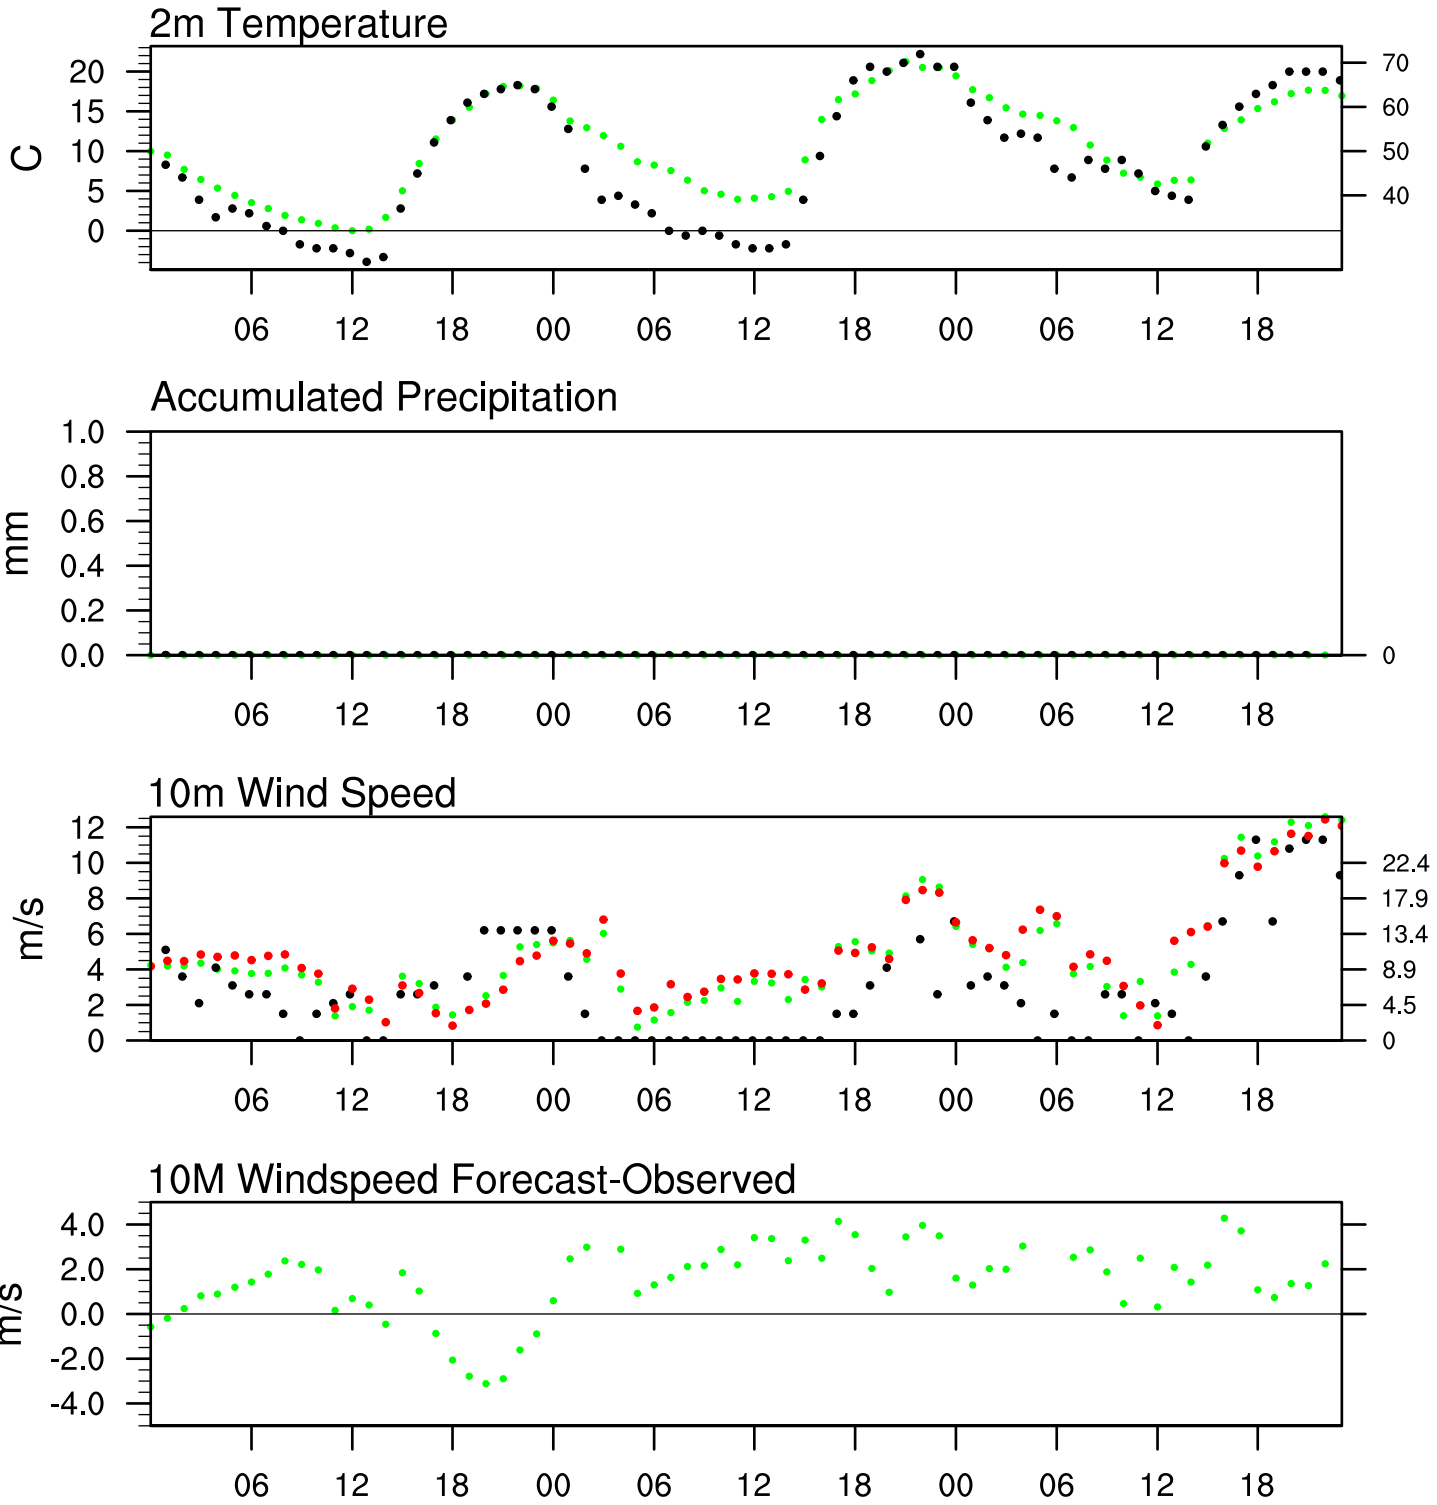 2m Temperature
C
20
15
10
5
0
70
60
50
40
06 12 18 00 06 12 18 00 06 12 18
Accumulated Precipitation
mm
1.0
0.8
0.6
0.4
0.2
0.0
0
06 12 18 00 06 12 18 00 06 12 18
10m Wind Speed
m/s
12
10
8
6
4
2
0
22.4
17.9
13.4
8.9
4.5
0
06 12 18 00 06 12 18 00 06 12 18
10M Windspeed Forecast-Observed
m/s
4.0
2.0
0.0
-2.0
-4.0
06 12 18 00 06 12 18 00 06 12 18